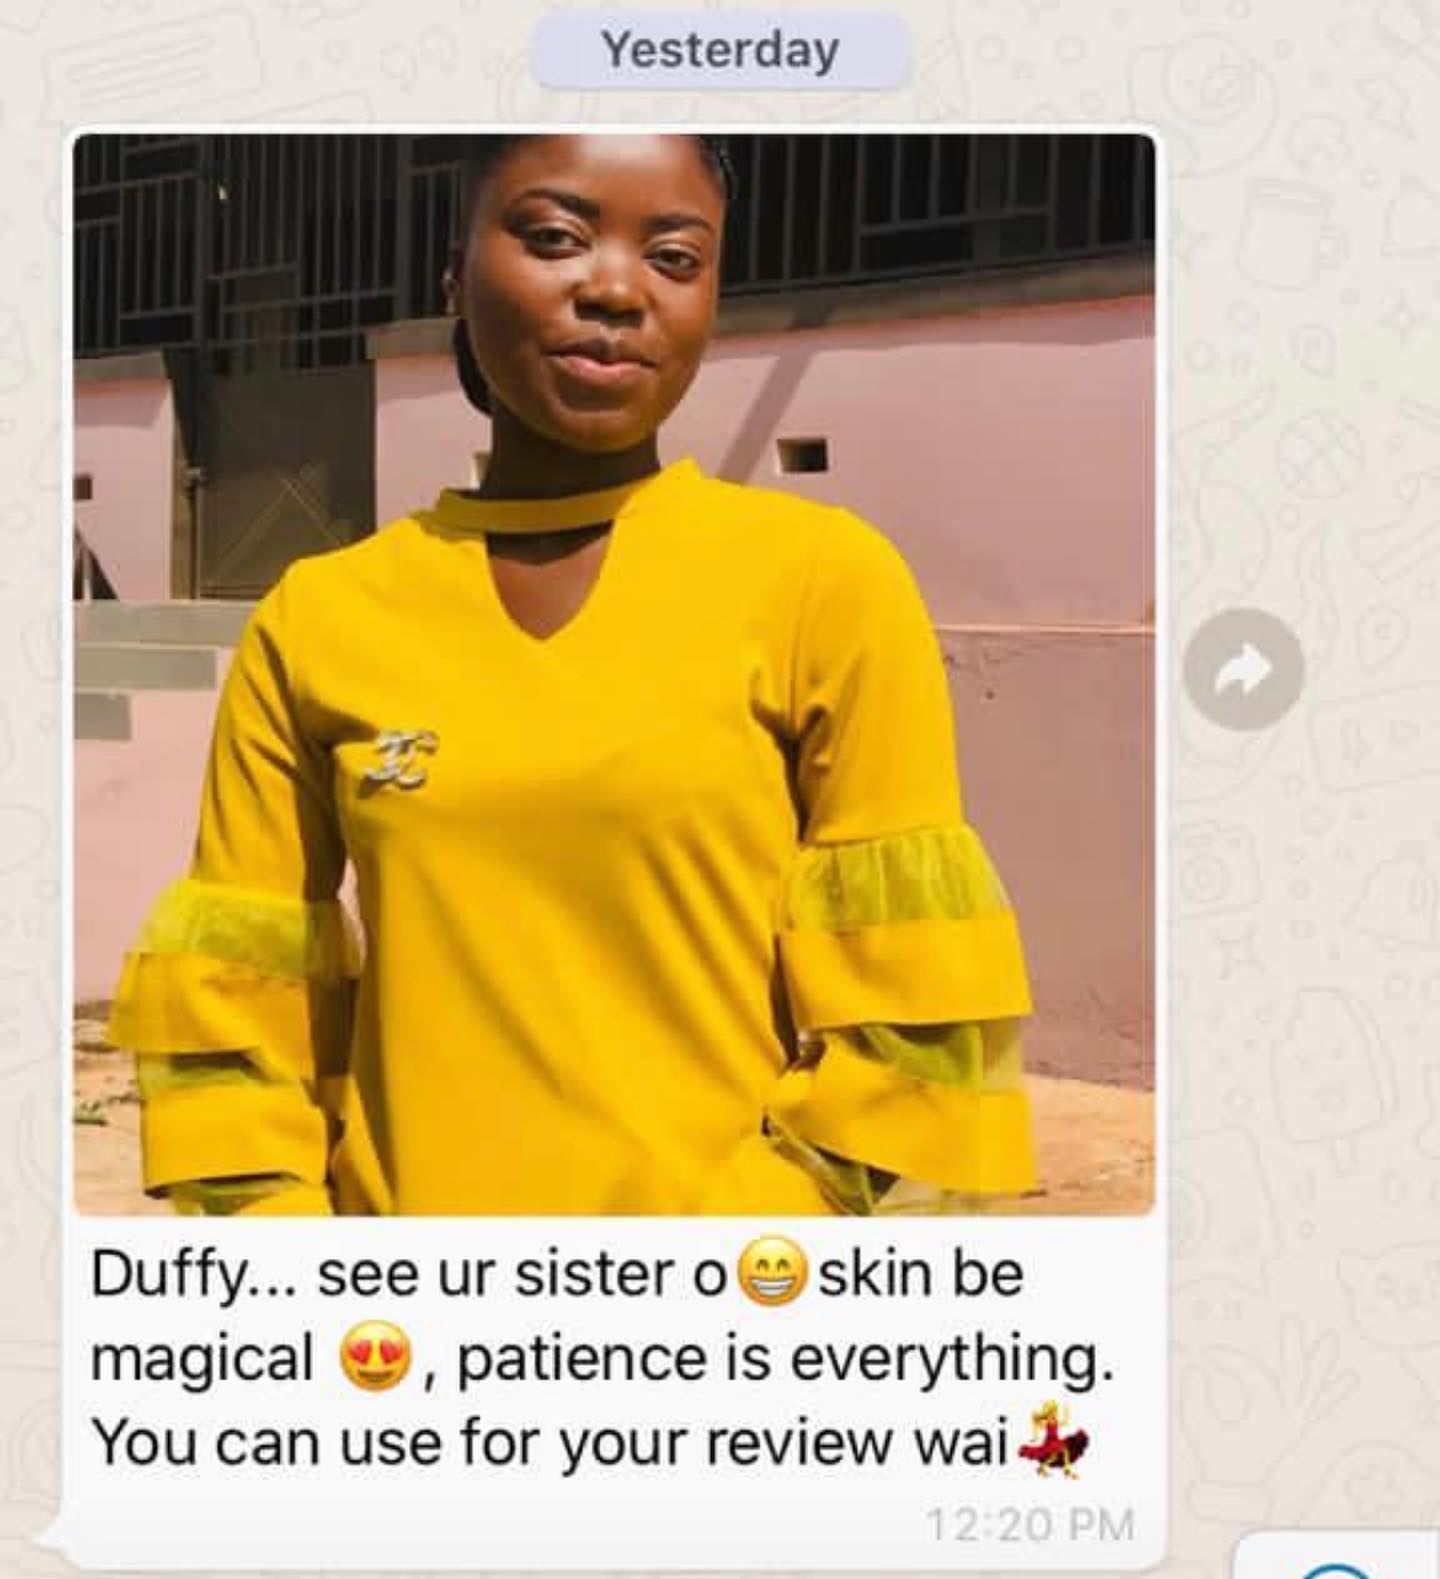 Yesterday
Duffy... see ur sister o😁skin be
magical 😍, patience is everything.
You can use for your review wai💃
12:20 PM